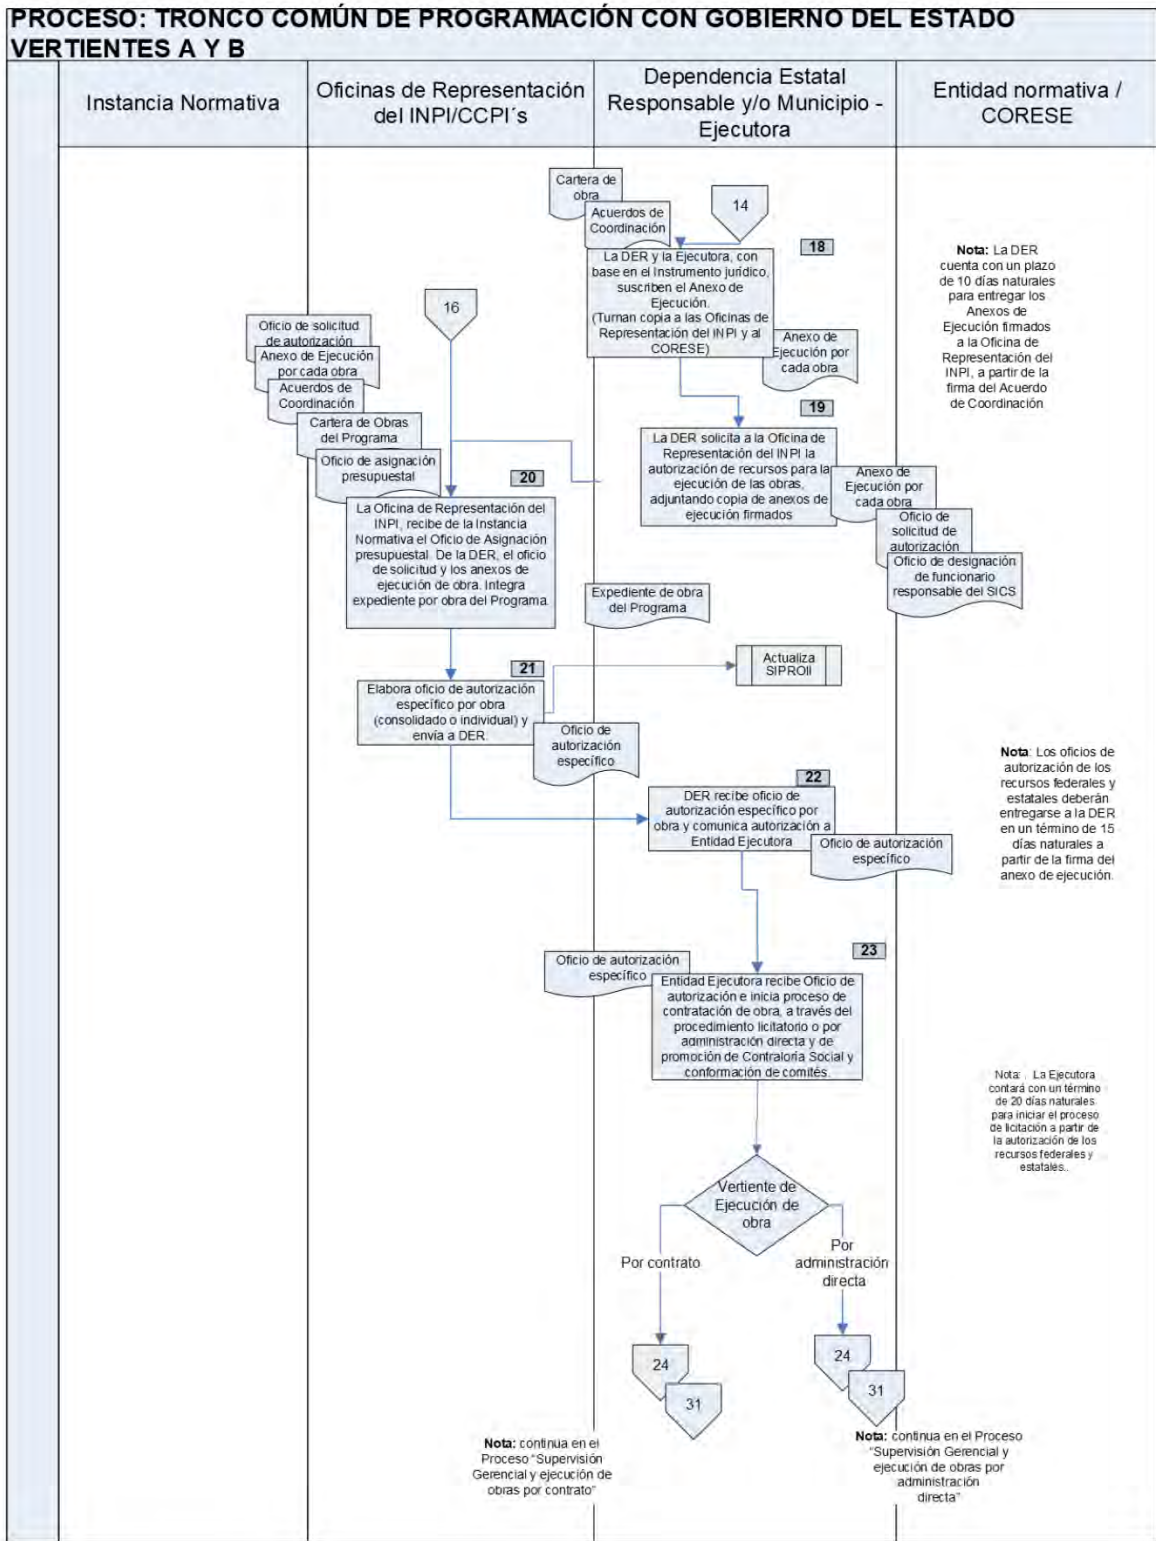 PROCESO: TRONCO COMÚN DE PROGRAMACIÓN CON GOBIERNO DEL ESTADO
VERTIENTES A Y B
Instancia Normativa
Oficinas de Representación
del INPI/CCPI´s
Dependencia Estatal
Responsable y/o Municipio -
Ejecutora
Entidad normativa /
CORESE
Cartera de
obra
Acuerdos de
Coordinación
14
18
La DER y la Ejecutora, con
base en el Instrumento jurídico,
suscriben el Anexo de
Ejecución.
(Turnan copia a las Oficinas de
Representación del INPI y al
CORESE)
Anexo de
Ejecución por
cada obra
Nota: La DER
cuenta con un plazo
de 10 días naturales
para entregar los
Anexos de
Ejecución firmados
a la Oficina de
Representación del
INPI, a partir de la
firma del Acuerdo
de Coordinación
16
Oficio de solicitud
de autorización
Anexo de Ejecución
por cada obra
Acuerdos de
Coordinación
Cartera de Obras
del Programa
Oficio de asignación
presupuestal
19
La DER solicita a la Oficina de
Representación del INPI la
autorización de recursos para la
ejecución de las obras,
adjuntando copia de anexos de
ejecución firmados
Anexo de
Ejecución por
cada obra
Oficio de
solicitud de
autorización
Oficio de designación
de funcionario
responsable del SICS
20
La Oficina de Representación del
INPI, recibe de la Instancia
Normativa el Oficio de Asignación
presupuestal. De la DER, el oficio
de solicitud y los anexos de
ejecución de obra. Integra
expediente por obra del Programa.
Expediente de obra
del Programa
21
Elabora oficio de autorización
específico por obra
(consolidado o individual) y
envía a DER.
Oficio de
autorización
específico
Actualiza
SIPROII
22
DER recibe oficio de
autorización específico por
obra y comunica autorización a
Entidad Ejecutora
Oficio de autorización
específico
Nota: Los oficios de
autorización de los
recursos federales y
estatales deberán
entregarse a la DER
en un término de 15
días naturales a
partir de la firma del
anexo de ejecución.
23
Oficio de autorización
específico
Entidad Ejecutora recibe Oficio de
autorización e inicia proceso de
contratación de obra, a través del
procedimiento licitatorio o por
administración directa y de
promoción de Contraloría Social y
conformación de comités.
Nota: . La Ejecutora
contará con un término
de 20 días naturales
para iniciar el proceso
de licitación a partir de
la autorización de los
recursos federales y
estatales..
Vertiente de
Ejecución de
obra
Por contrato
Por
administración
directa
24
31
24
31
Nota: continua en el
Proceso "Supervisión
Gerencial y ejecución de
obras por contrato"
Nota: continua en el Proceso
"Supervisión Gerencial y
ejecución de obras por
administración
directa"